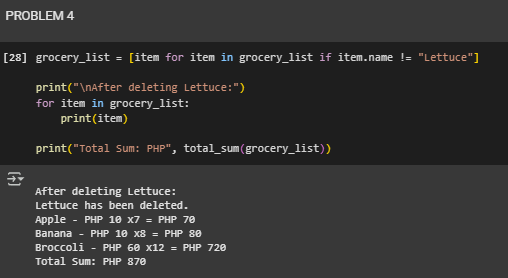 PROBLEM 4
[28] grocery_list = [item for item in grocery_list if item.name != "Lettuce"]
print("\nAfter deleting Lettuce:")
for item in grocery_list:
    print(item)
print("Total Sum: PHP", total_sum(grocery_list))
After deleting Lettuce:
Lettuce has been deleted.
Apple - PHP 10 x7 = PHP 70
Banana - PHP 10 x8 = PHP 80
Broccoli - PHP 60 x12 = PHP 720
Total Sum: PHP 870